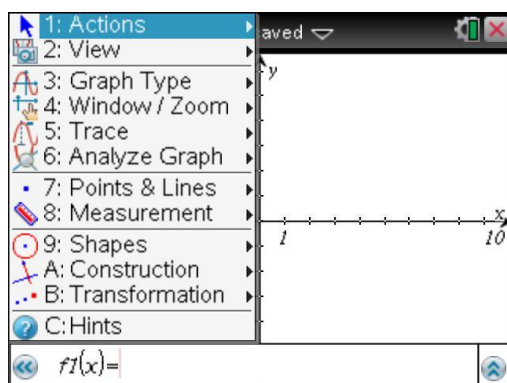 1: Actions
aved
2: View
y
3: Graph Type
4: Window / Zoom
5: Trace
6: Analyze Graph
7: Points & Lines
8: Measurement
x
1
10
9: Shapes
A: Construction
B: Transformation
C: Hints
f1(x)=